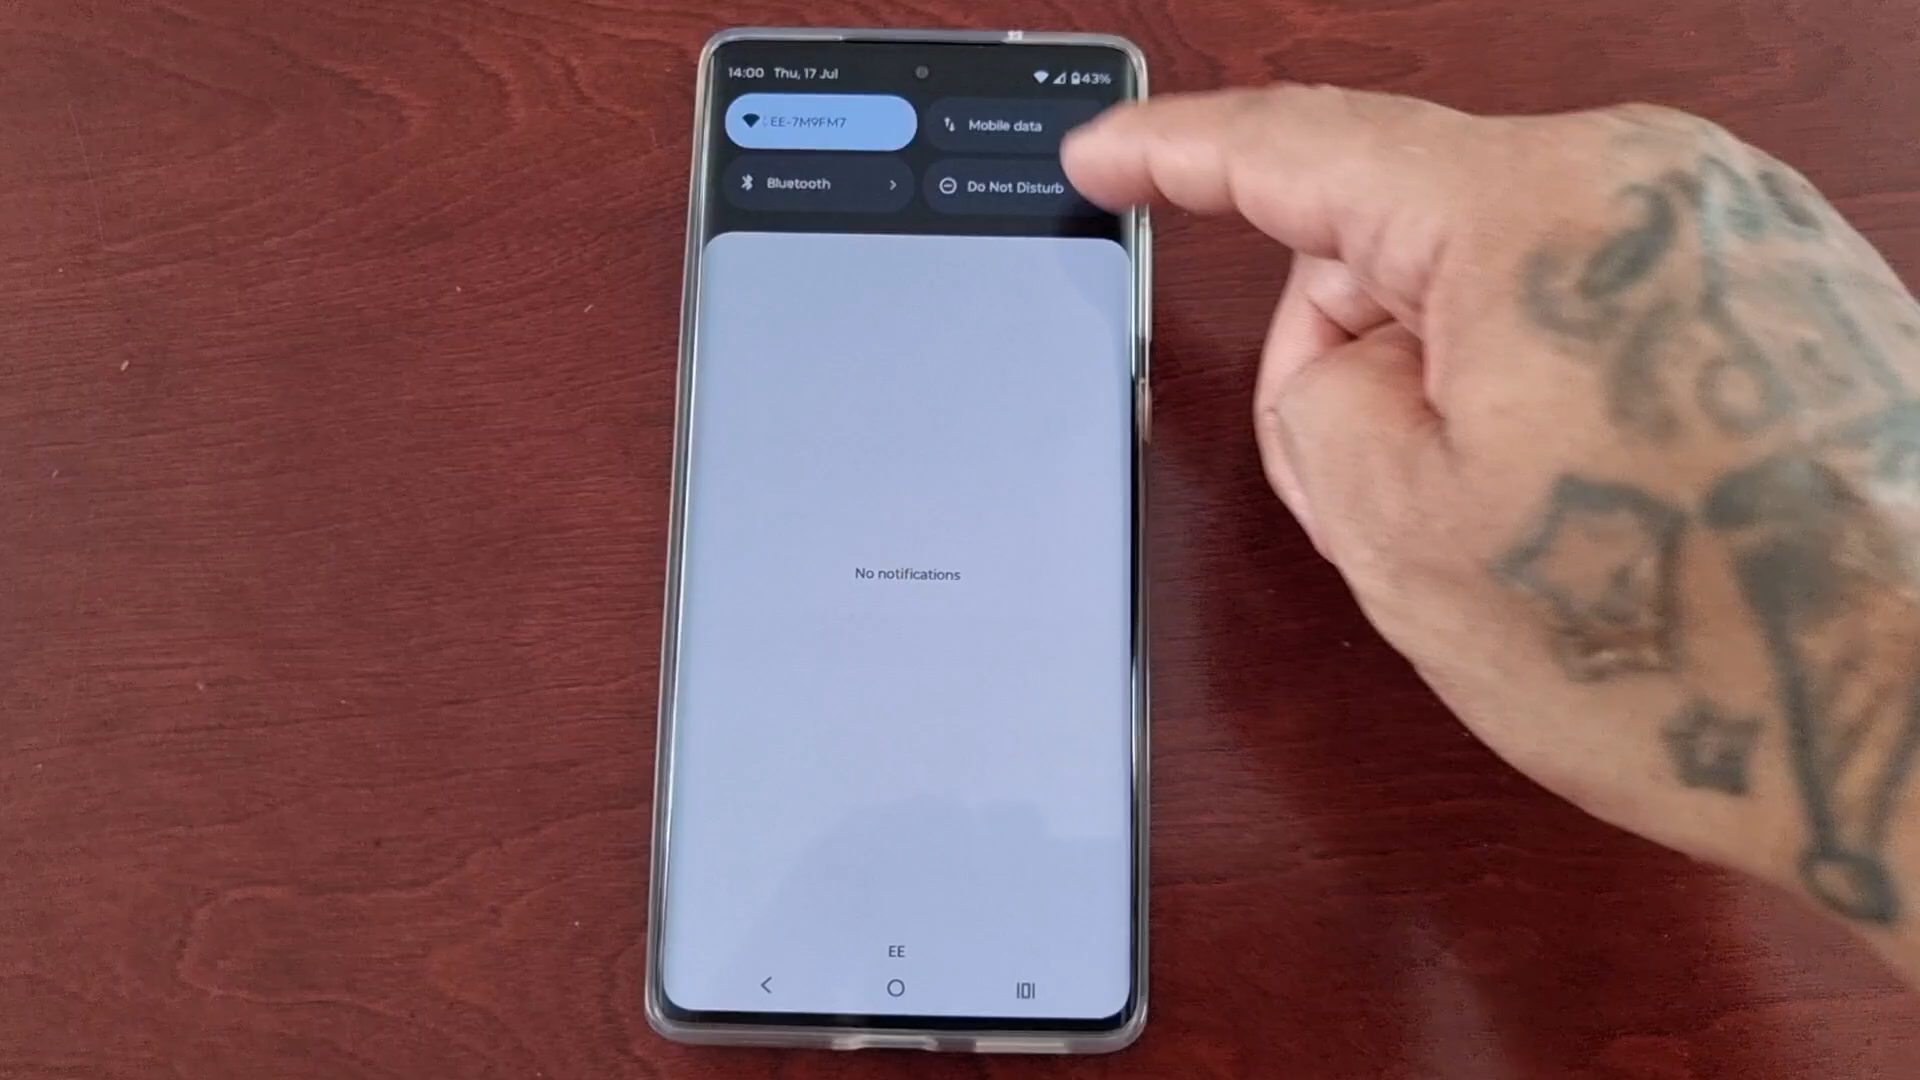 14:00 Thu, 17 Jul
43%
EE-7M9FM7
Mobile data
Bluetooth
Do Not Disturb
No notifications
EE